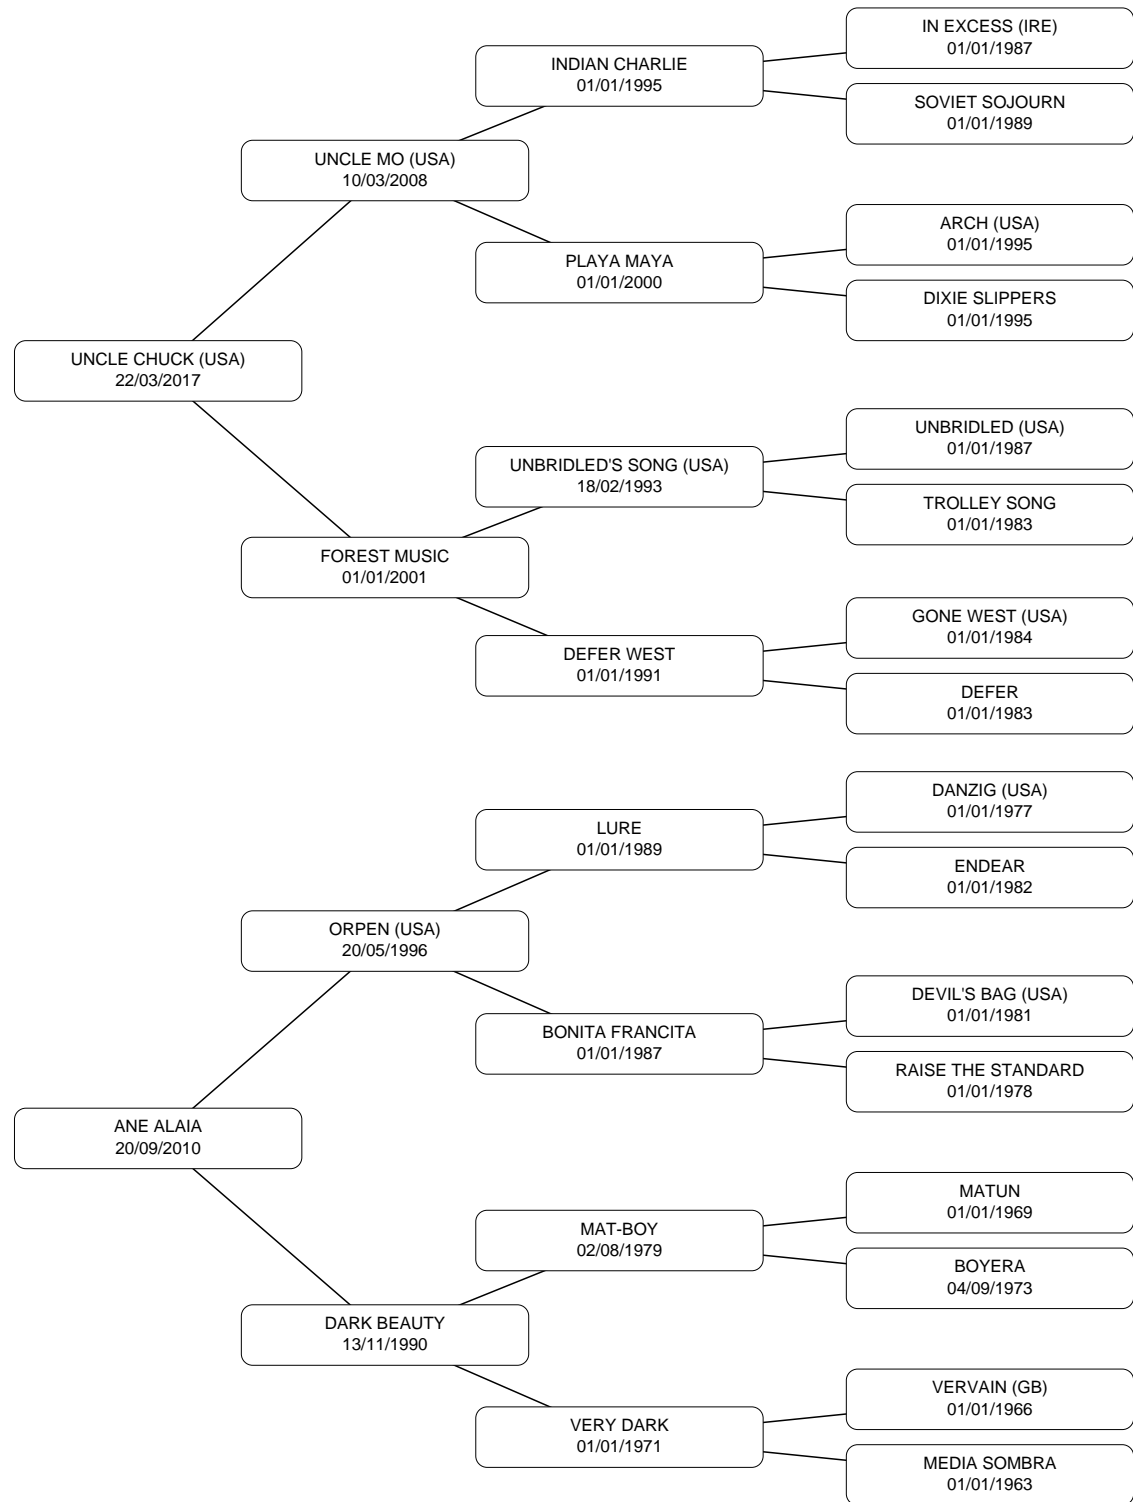 IN EXCESS (IRE)
01/01/1987
INDIAN CHARLIE
01/01/1995
SOVIET SOJOURN
01/01/1989
UNCLE MO (USA)
10/03/2008
ARCH (USA)
01/01/1995
PLAYA MAYA
01/01/2000
DIXIE SLIPPERS
01/01/1995
UNCLE CHUCK (USA)
22/03/2017
UNBRIDLED (USA)
01/01/1987
UNBRIDLED'S SONG (USA)
18/02/1993
TROLLEY SONG
01/01/1983
FOREST MUSIC
01/01/2001
GONE WEST (USA)
01/01/1984
DEFER WEST
01/01/1991
DEFER
01/01/1983
DANZIG (USA)
01/01/1977
LURE
01/01/1989
ENDEAR
01/01/1982
ORPEN (USA)
20/05/1996
DEVIL'S BAG (USA)
01/01/1981
BONITA FRANCITA
01/01/1987
RAISE THE STANDARD
01/01/1978
ANE ALAIA
20/09/2010
MATUN
01/01/1969
MAT-BOY
02/08/1979
BOYERA
04/09/1973
DARK BEAUTY
13/11/1990
VERVAIN (GB)
01/01/1966
VERY DARK
01/01/1971
MEDIA SOMBRA
01/01/1963